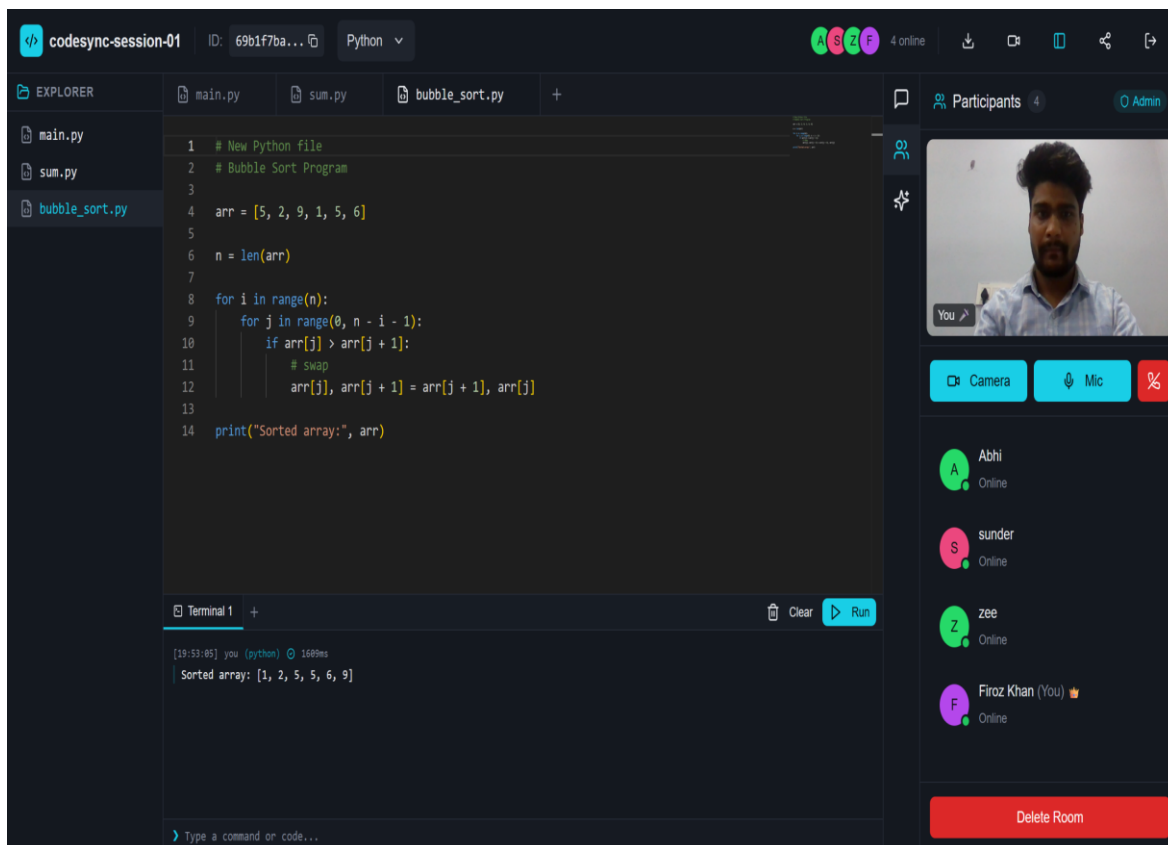 </> codesync-session-01 ID: 69b1f7ba... Python A S Z F 4 online
EXPLORER
main.py
sum.py
bubble_sort.py
main.py sum.py bubble_sort.py +
1 # New Python file
2 # Bubble Sort Program
3
4 arr = [5, 2, 9, 1, 5, 6]
5
6 n = len(arr)
7
8 for i in range(n):
9     for j in range(0, n - i - 1):
10         if arr[j] > arr[j + 1]:
11             # swap
12             arr[j], arr[j + 1] = arr[j + 1], arr[j]
13
14 print("Sorted array:", arr)
Terminal 1 + Clear Run
[19:53:05] you (python) 1609ms
Sorted array: [1, 2, 5, 5, 6, 9]
❯ Type a command or code...
Participants 4 Admin
You
Camera Mic
A Abhi
Online
S sunder
Online
Z zee
Online
F Firoz Khan (You)
Online
Delete Room